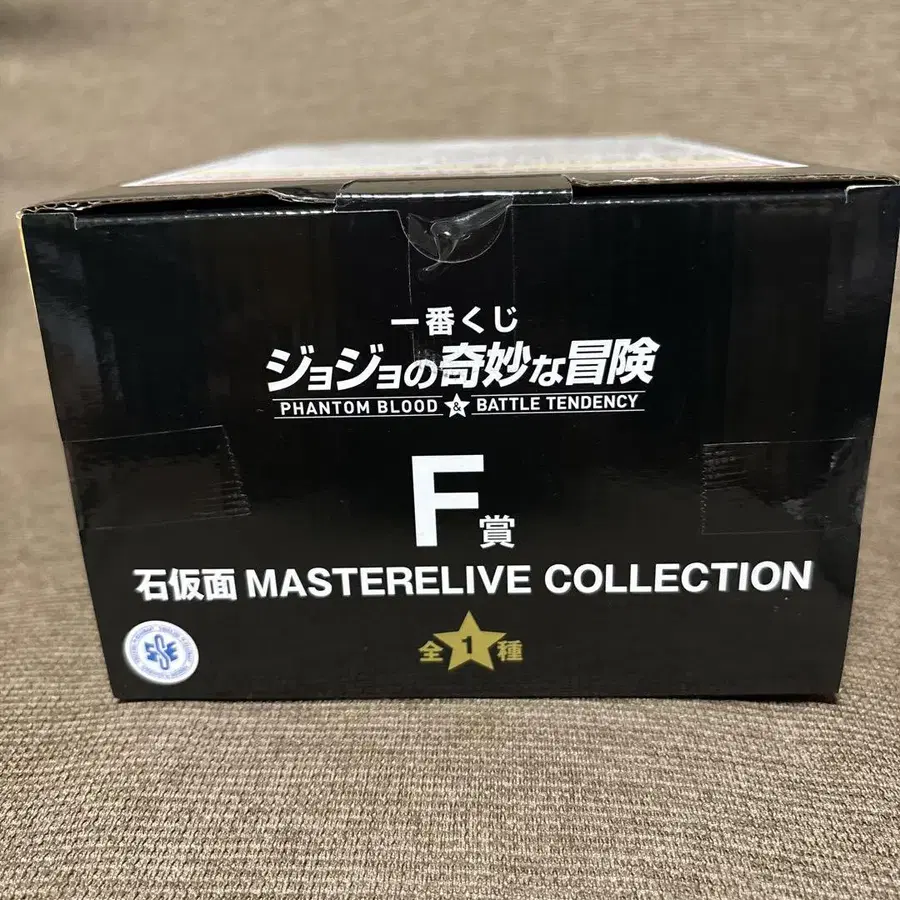 一番くじ
ジョジョの奇妙な冒険
PHANTOM BLOOD & BATTLE TENDENCY
F賞
石仮面 MASTERELIVE COLLECTION
全1種